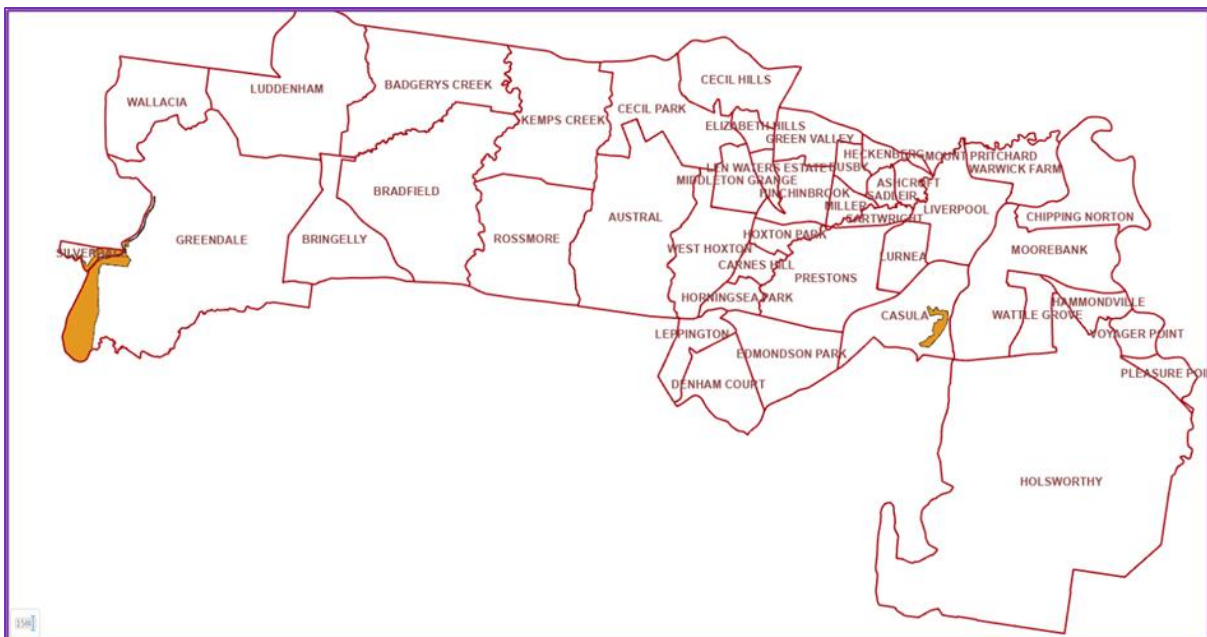 CECIL HILLS
LUDDENHAM
BADGERYS CREEK
WALLACIA
CECIL PARK
KEMPS CREEK
ELIZABETH HILLS
GREEN VALLEY
HECKENBERG
MOUNT PRITCHARD
LEN WATERS ESTATE
BUSBY
WARWICK FARM
MIDDLETON GRANGE
ASHCROFT
BRADFIELD
HINCHINBROOK
SADLEIR
MILLER
LIVERPOOL
AUSTRAL
CARTWRIGHT
CHIPPING NORTON
GREENDALE
BRINGELLY
ROSSMORE
HOXTON PARK
WEST HOXTON
MOOREBANK
LURNEA
CARNES HILL
PRESTONS
HORNINGSEA PARK
HAMMONDVILLE
CASULA
WATTLE GROVE
LEPPINGTON
VOYAGER POINT
EDMONDSON PARK
PLEASURE POI
DENHAM COURT
HOLSWORTHY